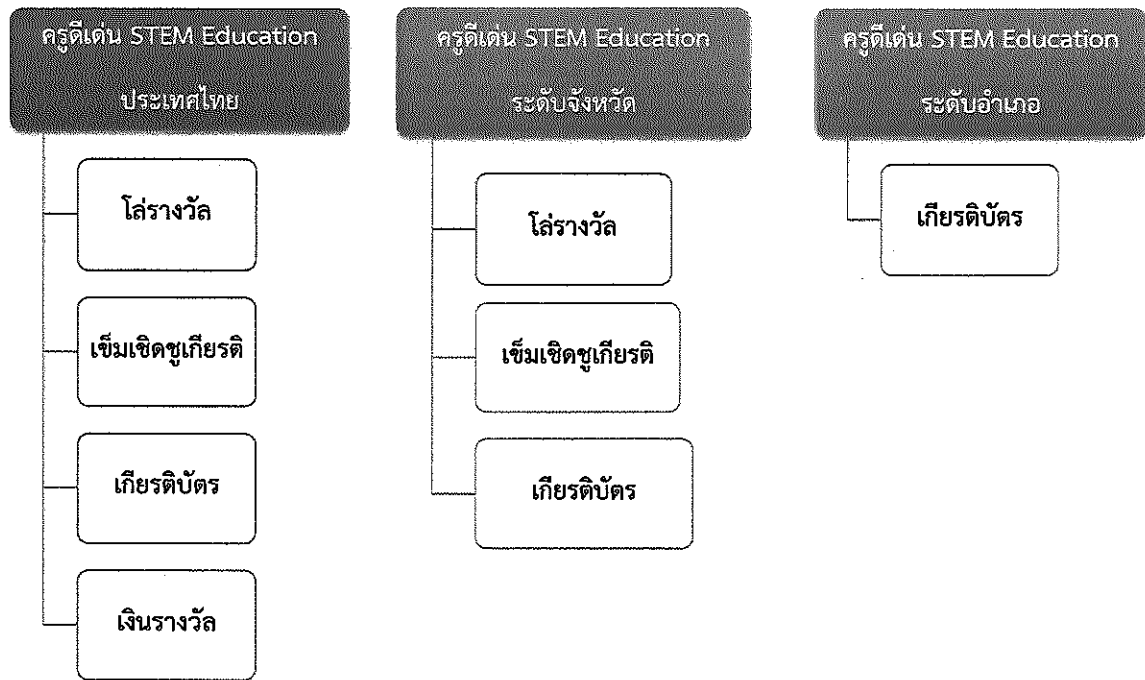 ครูดีเด่น STEM Education
ประเทศไทย
โล่รางวัล
เข็มเชิดชูเกียรติ
เกียรติบัตร
เงินรางวัล
ครูดีเด่น STEM Education
ระดับจังหวัด
โล่รางวัล
เข็มเชิดชูเกียรติ
เกียรติบัตร
ครูดีเด่น STEM Education
ระดับอำเภอ
เกียรติบัตร